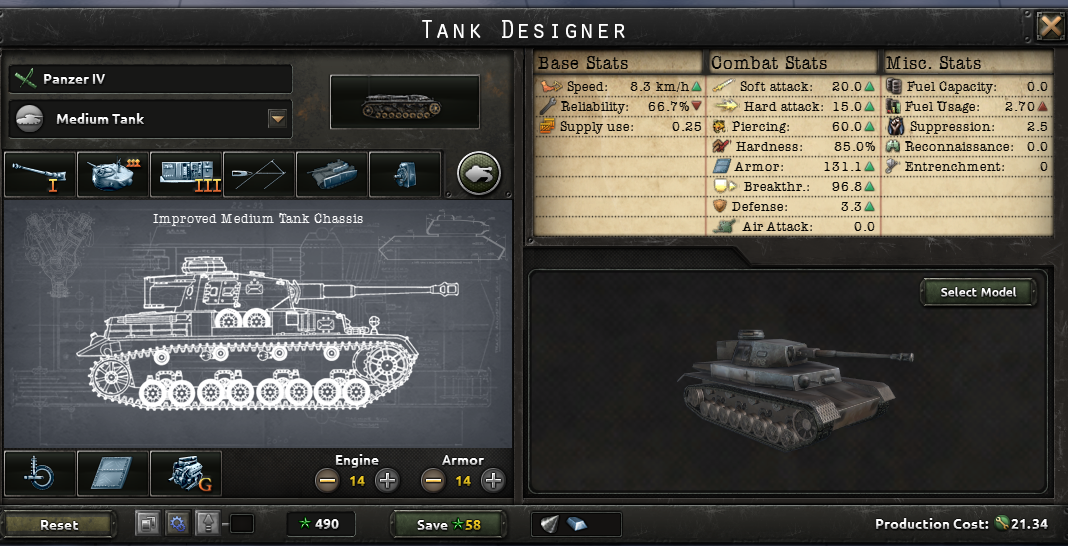 TANK DESIGNER
Panzer IV
Medium Tank
I
III
Improved Medium Tank Chassis
G
Engine
14
Armor
14
Reset
490
Save 58
Base Stats
Speed: 8.3 km/h
Reliability: 66.7%
Supply use: 0.25
Combat Stats
Soft attack: 20.0
Hard attack: 15.0
Piercing: 60.0
Hardness: 85.0%
Armor: 131.1
Breakthr.: 96.8
Defense: 3.3
Air Attack: 0.0
Misc. Stats
Fuel Capacity: 0.0
Fuel Usage: 2.70
Suppression: 2.5
Reconnaissance: 0.0
Entrenchment: 0
Select Model
Production Cost: 21.34